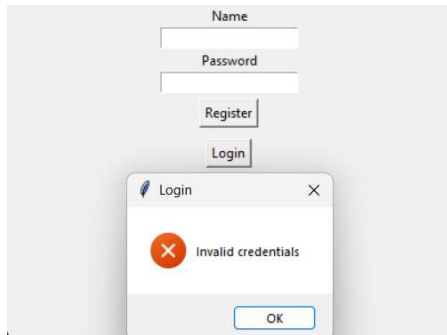 Name
Password
Register
Login
Login
Invalid credentials
OK